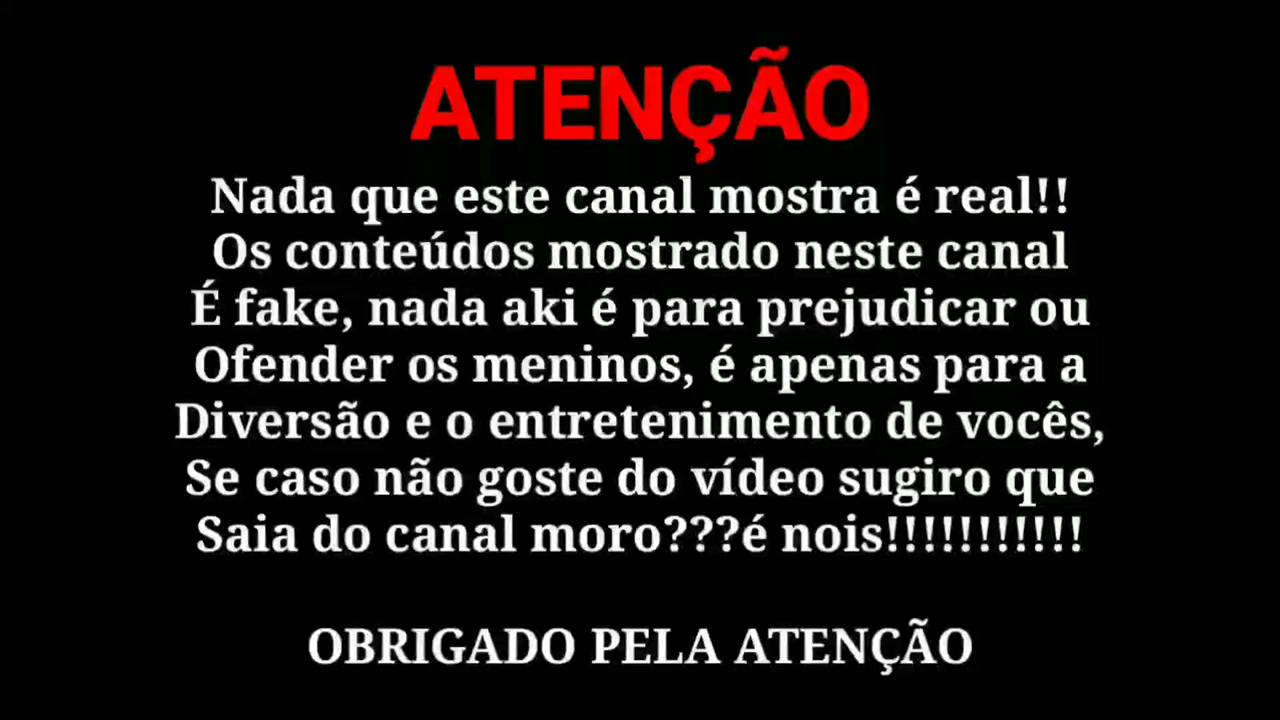 ATENÇÃO
Nada que este canal mostra é real!!
Os conteúdos mostrado neste canal
É fake, nada aki é para prejudicar ou
Ofender os meninos, é apenas para a
Diversão e o entretenimento de vocês,
Se caso não goste do vídeo sugiro que
Saia do canal moro???é nois!!!!!!!!!!!
OBRIGADO PELA ATENÇÃO